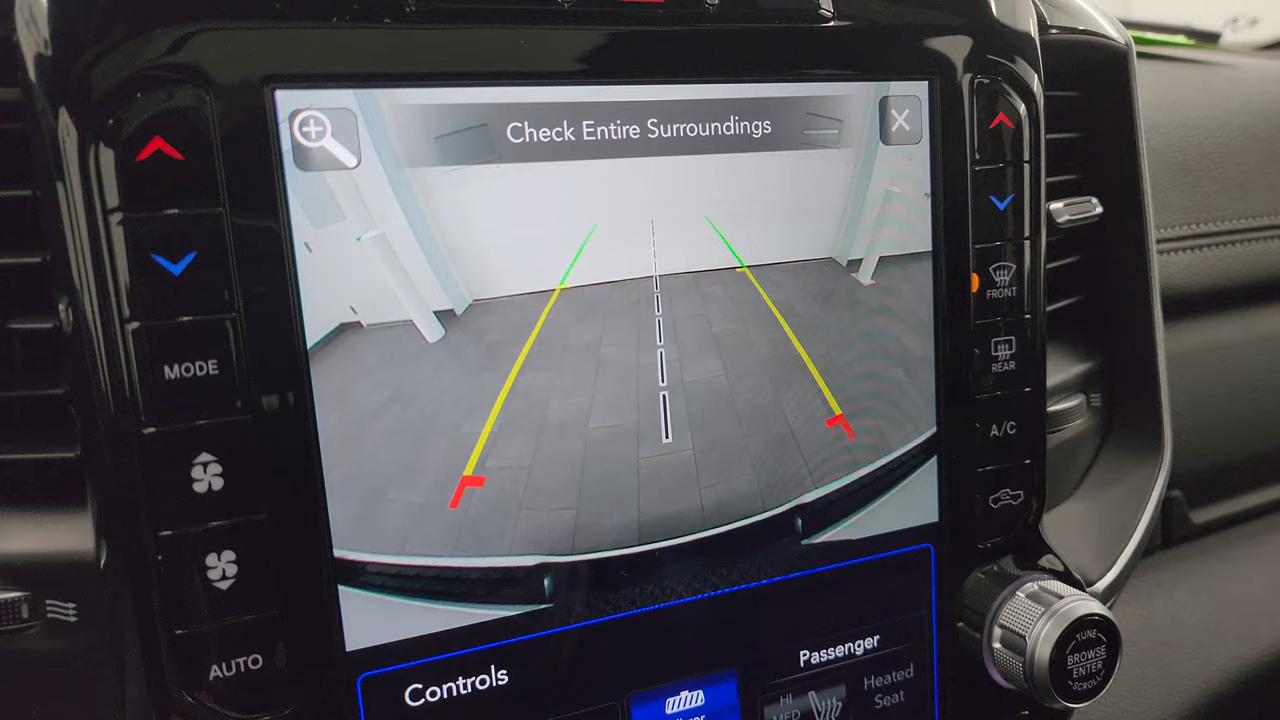 Check Entire Surroundings
MODE
AUTO
FRONT
REAR
A/C
TUNE
BROWSE
ENTER
SCROLL
Controls
Passenger
HI
MED
Heated
Seat